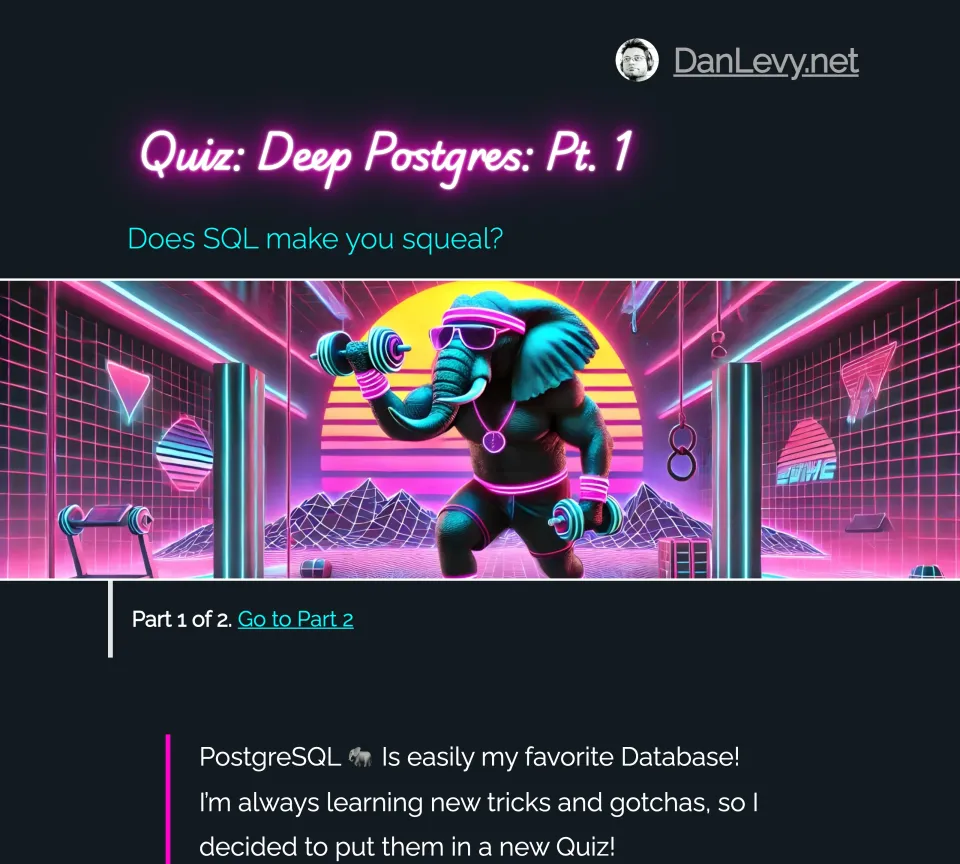 DanLevy.net
Quiz: Deep Postgres: Pt. 1
Does SQL make you squeal?
Part 1 of 2. Go to Part 2
PostgreSQL 🐘 Is easily my favorite Database!
I'm always learning new tricks and gotchas, so I
decided to put them in a new Quiz!